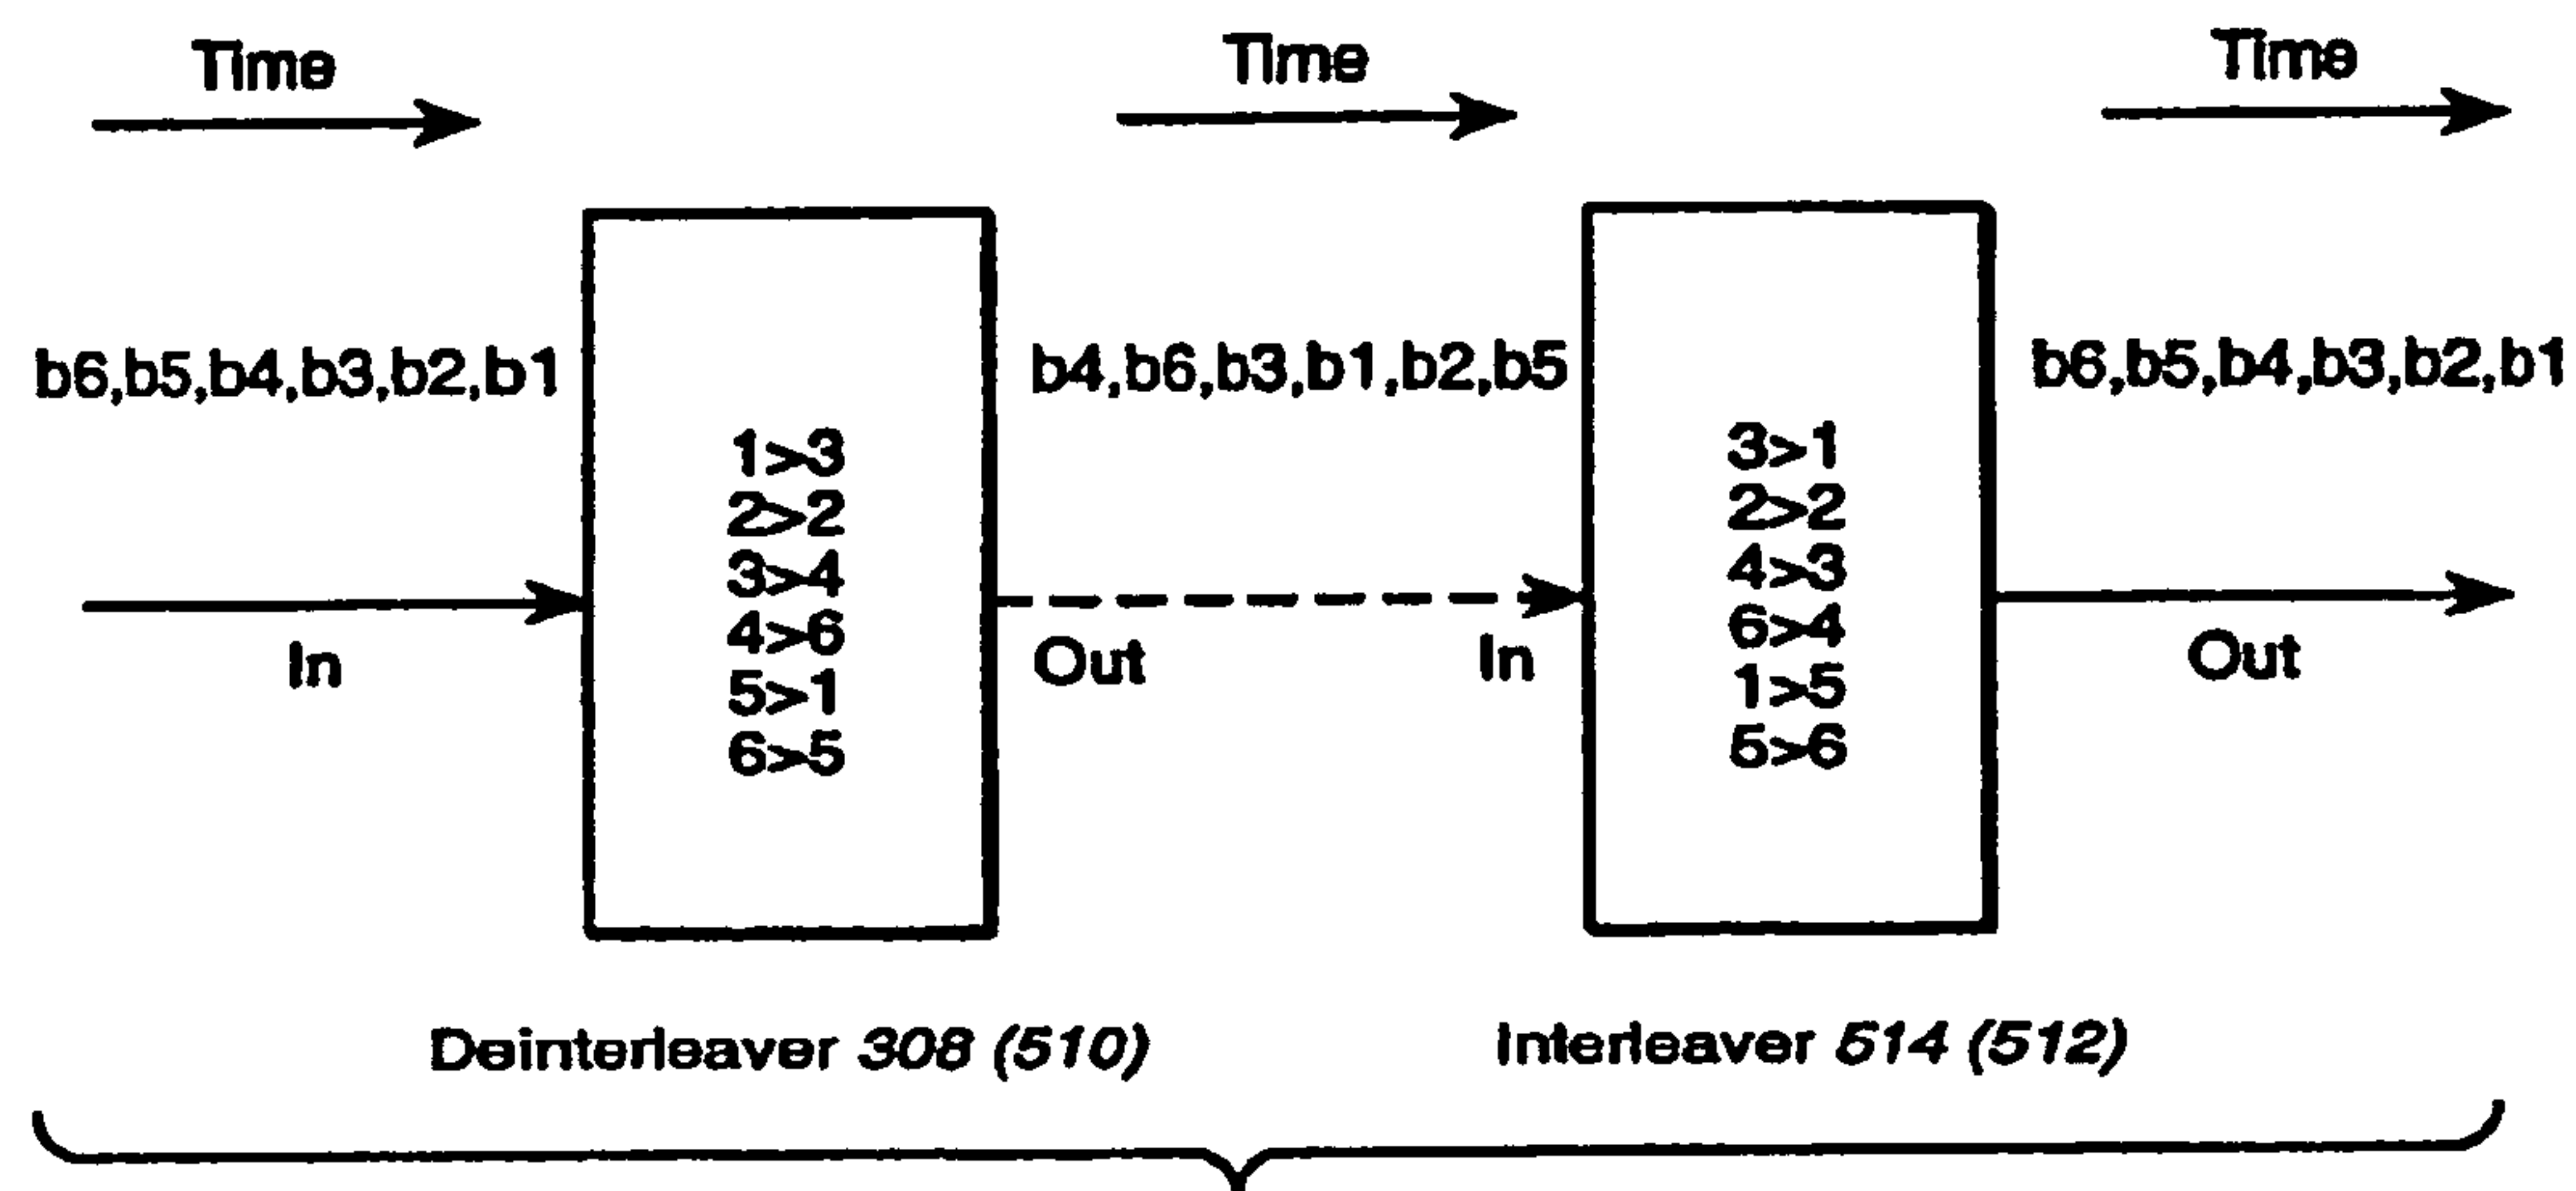 Time
Time
Time
b6,b5,b4,b3,b2,b1
b4,b6,b3,b1,b2,b5
b6,b5,b4,b3,b2,b1
1>3
2>2
3>4
4>6
5>1
6>5
3>1
2>2
4>3
6>4
1>5
5>6
In
Out
In
Out
Deinterleaver 308 (510)
Interleaver 514 (512)